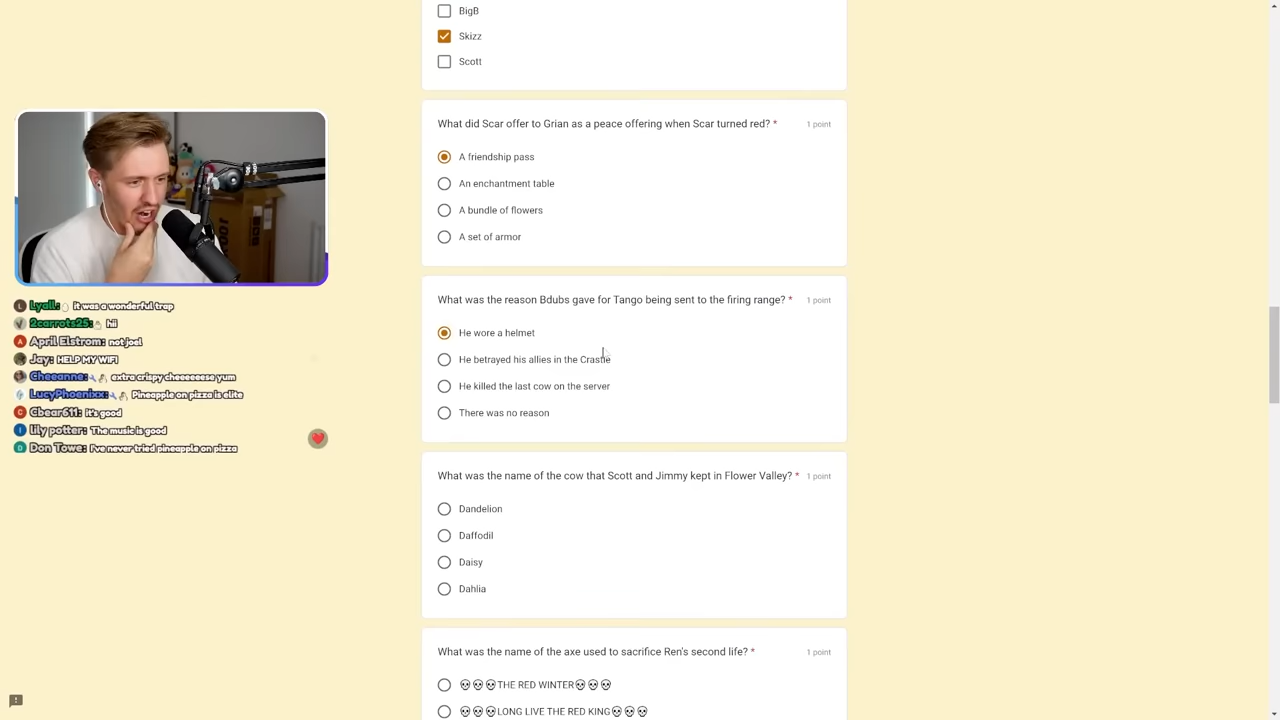 BigB
Skizz
Scott
What did Scar offer to Grian as a peace offering when Scar turned red? * 1 point
A friendship pass
An enchantment table
A bundle of flowers
A set of armor
What was the reason Bdubs gave for Tango being sent to the firing range? * 1 point
He wore a helmet
He betrayed his allies in the Crastle
He killed the last cow on the server
There was no reason
What was the name of the cow that Scott and Jimmy kept in Flower Valley? * 1 point
Dandelion
Daffodil
Daisy
Dahlia
What was the name of the axe used to sacrifice Ren's second life? * 1 point
💀💀💀THE RED WINTER💀💀💀
💀💀💀LONG LIVE THE RED KING💀💀💀
Lyall: it was a wonderful trap
2carrots25: hii
April Elstrom: not joel
Jay: HELP MY WIFI
Cheeanne: extra crispy cheeeeeese yum
LucyPhoenixx: Pineapple on pizza is elite
Cbear611: it's good
lily potter: The music is good
Don Towe: I've never tried pineapple on pizza